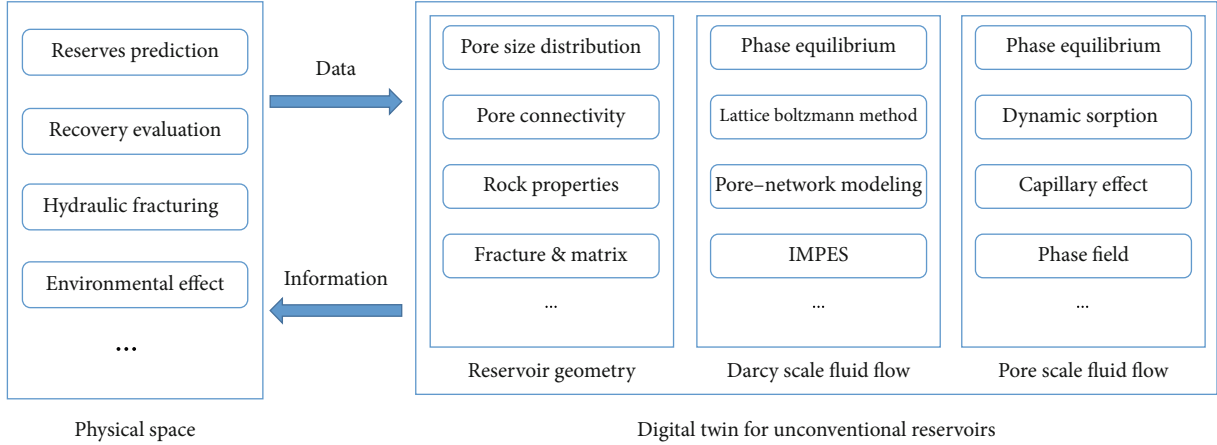 Reserves prediction
Recovery evaluation
Hydraulic fracturing
Environmental effect
...
Physical space
Data
Information
Pore size distribution
Pore connectivity
Rock properties
Fracture & matrix
...
Reservoir geometry
Phase equilibrium
Lattice boltzmann method
Pore–network modeling
IMPES
...
Darcy scale fluid flow
Phase equilibrium
Dynamic sorption
Capillary effect
Phase field
...
Pore scale fluid flow
Digital twin for unconventional reservoirs